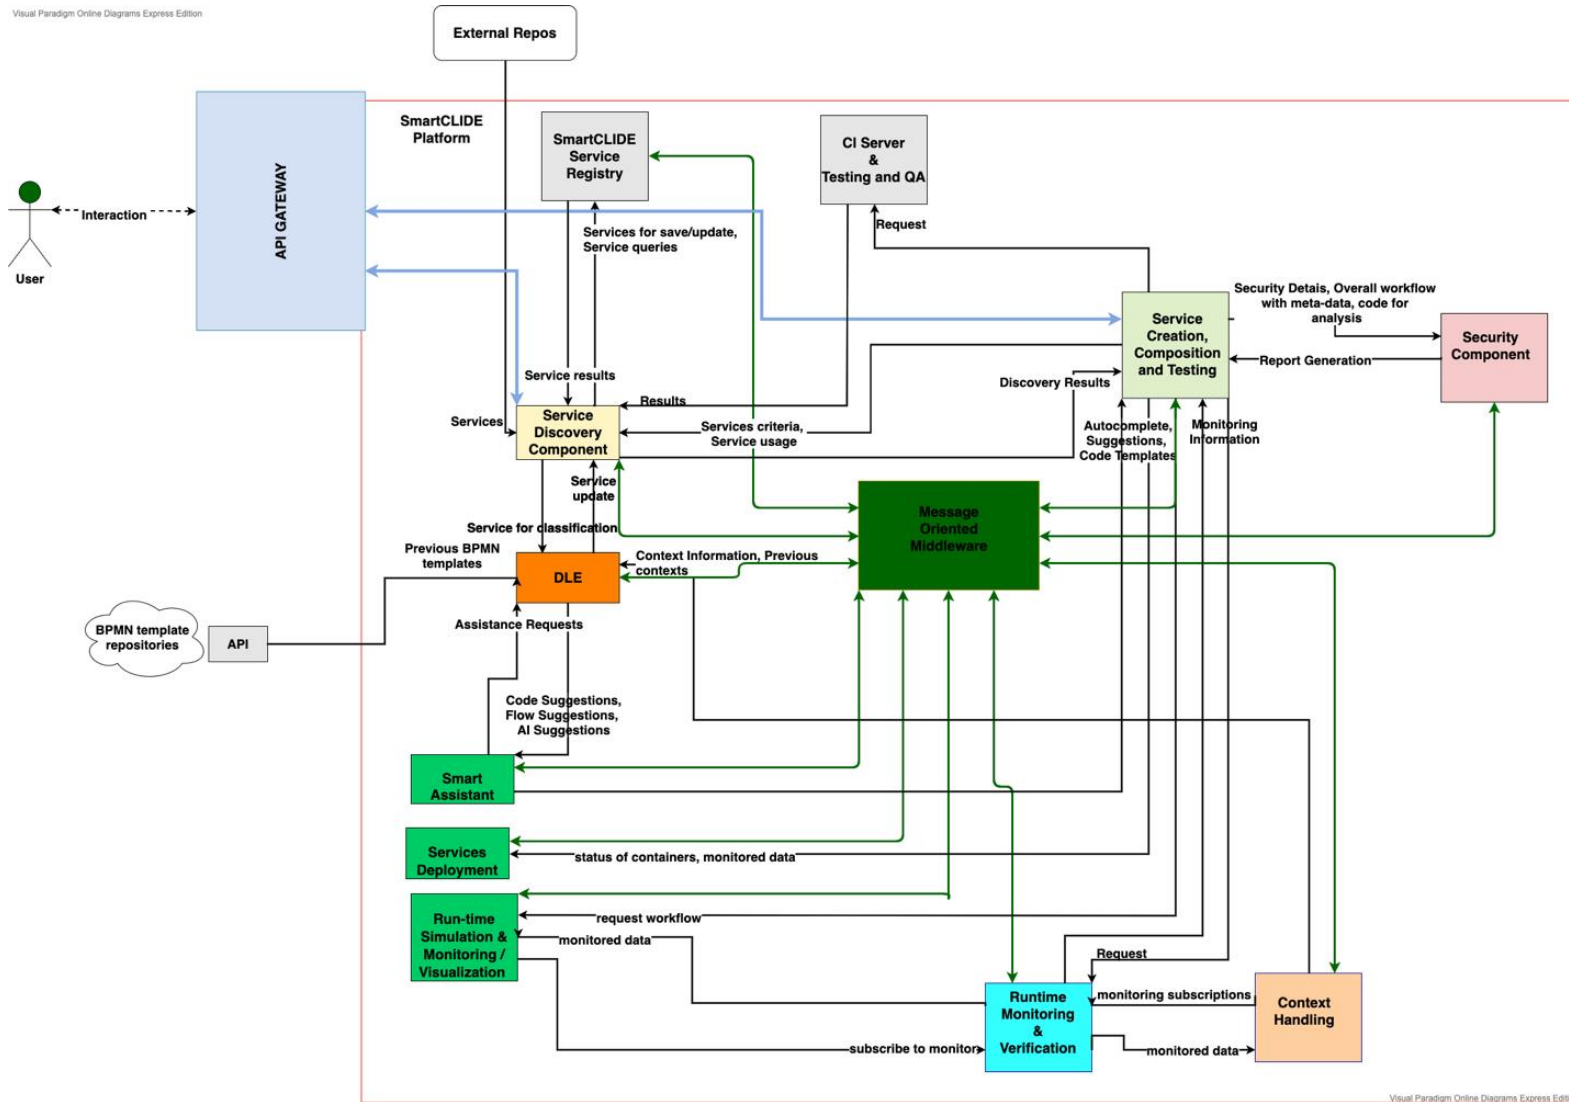 Visual Paradigm Online Diagrams Express Edition
External Repos
SmartCLIDE
Platform
API GATEWAY
SmartCLIDE
Service
Registry
CI Server
&
Testing and QA
Interaction
User
Services for save/update,
Service queries
Request
Security Detais, Overall workflow
with meta-data, code for
analysis
Service
Creation,
Composition
and Testing
Security
Component
Report Generation
Service results
Discovery Results
Results
Services
Service
Discovery
Component
Services criteria,
Service usage
Autocomplete,
Suggestions,
Code Templates
Monitoring
Information
Service
update
Message
Oriented
Middleware
Service for classification
Previous BPMN
templates
DLE
Context Information, Previous
contexts
BPMN template
repositories
API
Assistance Requests
Code Suggestions,
Flow Suggestions,
AI Suggestions
Smart
Assistant
Services
Deployment
status of containers, monitored data
Run-time
Simulation &
Monitoring /
Visualization
request workflow
monitored data
Request
Runtime
Monitoring
&
Verification
monitoring subscriptions
Context
Handling
subscribe to monitor
monitored data
Visual Paradigm Online Diagrams Express Editi